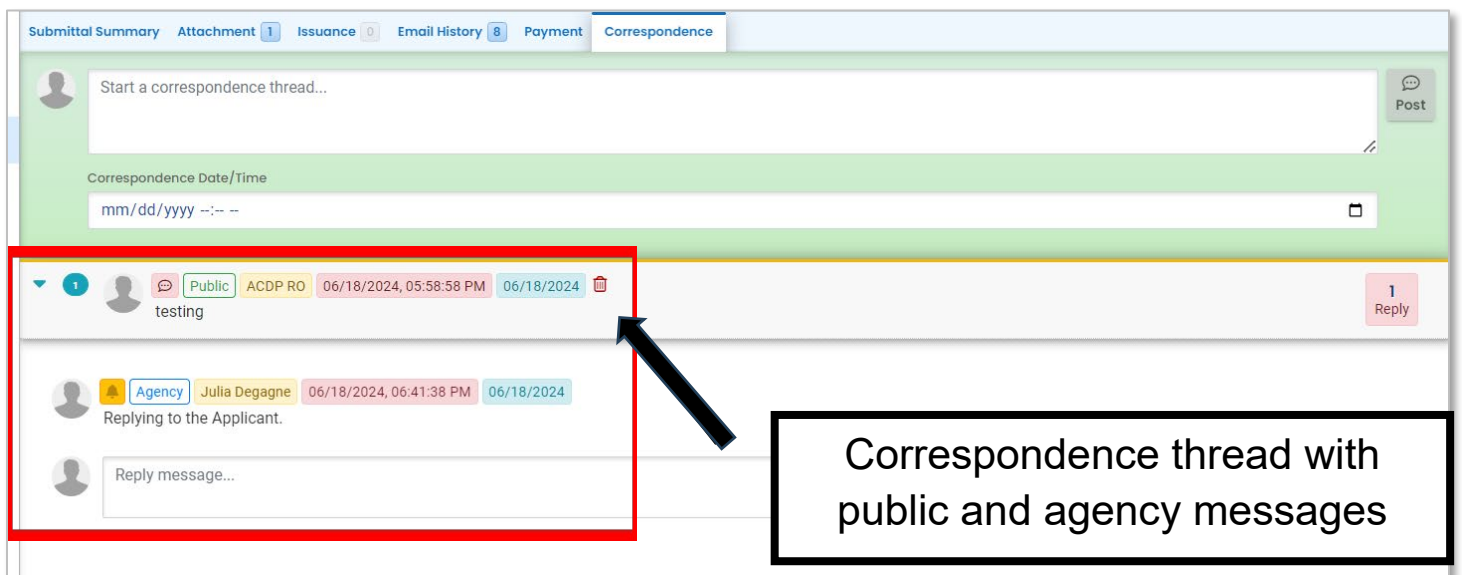 Submittal Summary Attachment 1 Issuance 0 Email History 8 Payment Correspondence
Start a correspondence thread...
Post
Correspondence Date/Time
mm/dd/yyyy --:-- --
1 Public ACDP RO 06/18/2024, 05:58:58 PM 06/18/2024
testing
1
Reply
Agency Julia Degagne 06/18/2024, 06:41:38 PM 06/18/2024
Replying to the Applicant.
Reply message...
Correspondence thread with
public and agency messages